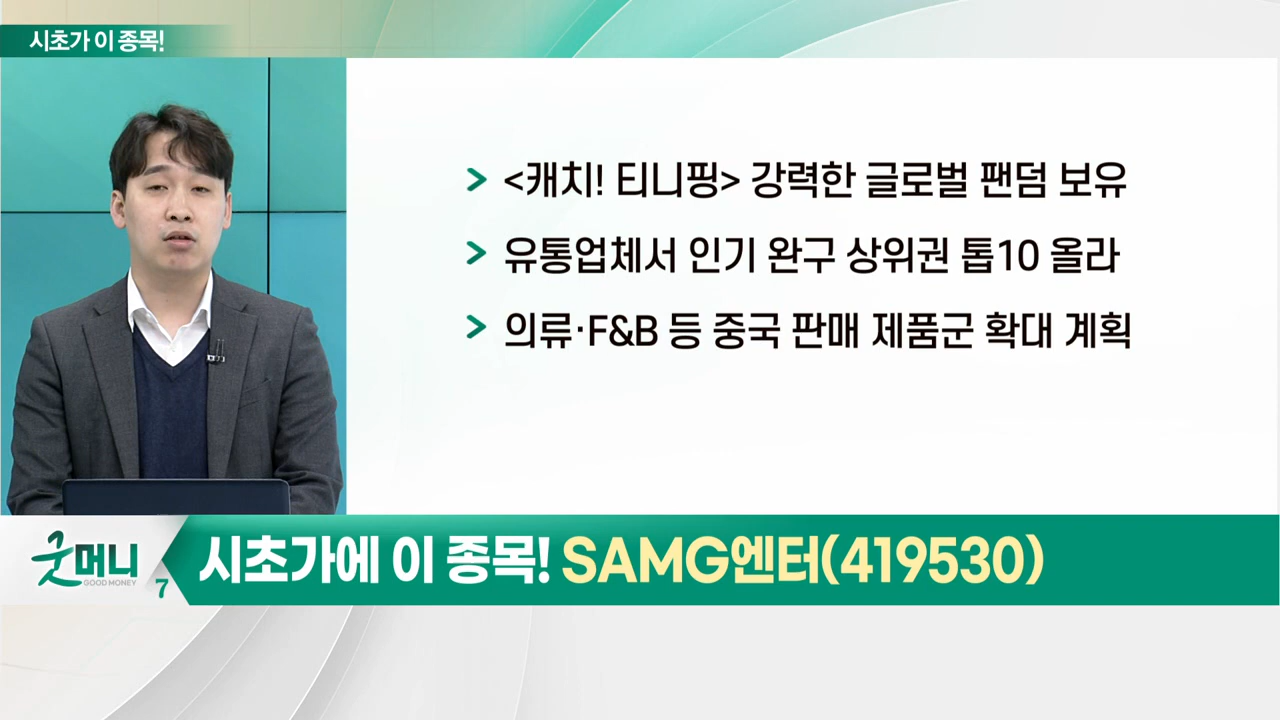 시초가 이 종목!
> <캐치! 티니핑> 강력한 글로벌 팬덤 보유
> 유통업체서 인기 완구 상위권 톱10 올라
> 의류·F&B 등 중국 판매 제품군 확대 계획
굿머니
GOOD MONEY
7
시초가에 이 종목! SAMG엔터(419530)